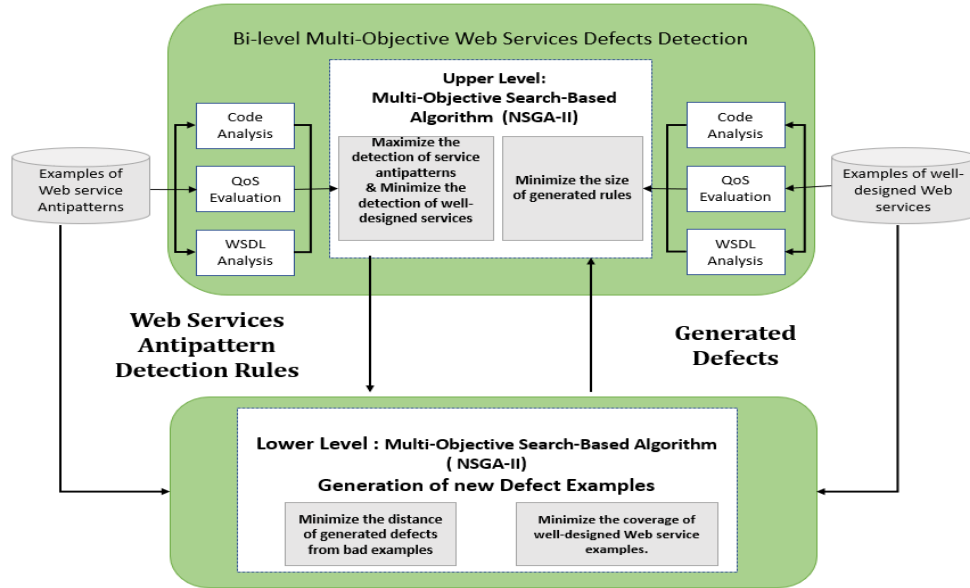 Bi-level Multi-Objective Web Services Defects Detection
Upper Level:
Multi-Objective Search-Based
Algorithm (NSGA-II)
Maximize the
detection of service
antipatterns
& Minimize the
detection of well-
designed services
Minimize the size
of generated rules
Code
Analysis
QoS
Evaluation
WSDL
Analysis
Code
Analysis
QoS
Evaluation
WSDL
Analysis
Examples of
Web service
Antipatterns
Examples of well-
designed Web
services
Web Services
Antipattern
Detection Rules
Generated
Defects
Lower Level : Multi-Objective Search-Based Algorithm
( NSGA-II)
Generation of new Defect Examples
Minimize the distance
of generated defects
from bad examples
Minimize the coverage of
well-designed Web service
examples.